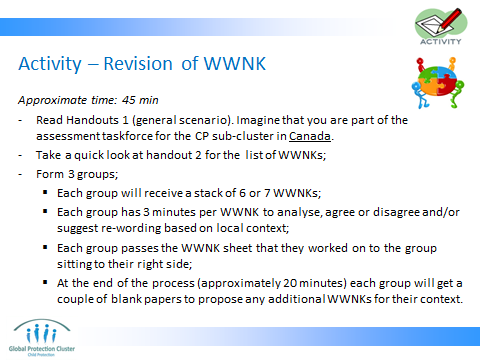 ACTIVITY
Activity – Revision of WWNK
Approximate time: 45 min
- Read Handouts 1 (general scenario). Imagine that you are part of the
assessment taskforce for the CP sub-cluster in Canada.
- Take a quick look at handout 2 for the list of WWNKs;
- Form 3 groups;
▪ Each group will receive a stack of 6 or 7 WWNKs;
▪ Each group has 3 minutes per WWNK to analyse, agree or disagree and/or
suggest re-wording based on local context;
▪ Each group passes the WWNK sheet that they worked on to the group
sitting to their right side;
▪ At the end of the process (approximately 20 minutes) each group will get a
couple of blank papers to propose any additional WWNKs for their context.
Global Protection Cluster
Child Protection